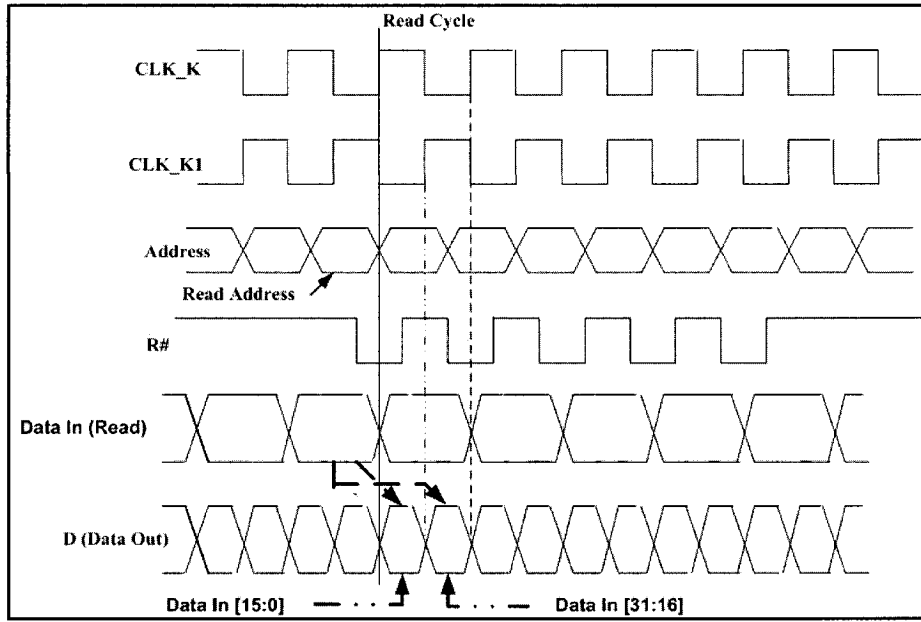 Read Cycle
CLK_K
CLK_K1
Address
Read Address
R#
Data In (Read)
D (Data Out)
Data In [15:0]
Data In [31:16]